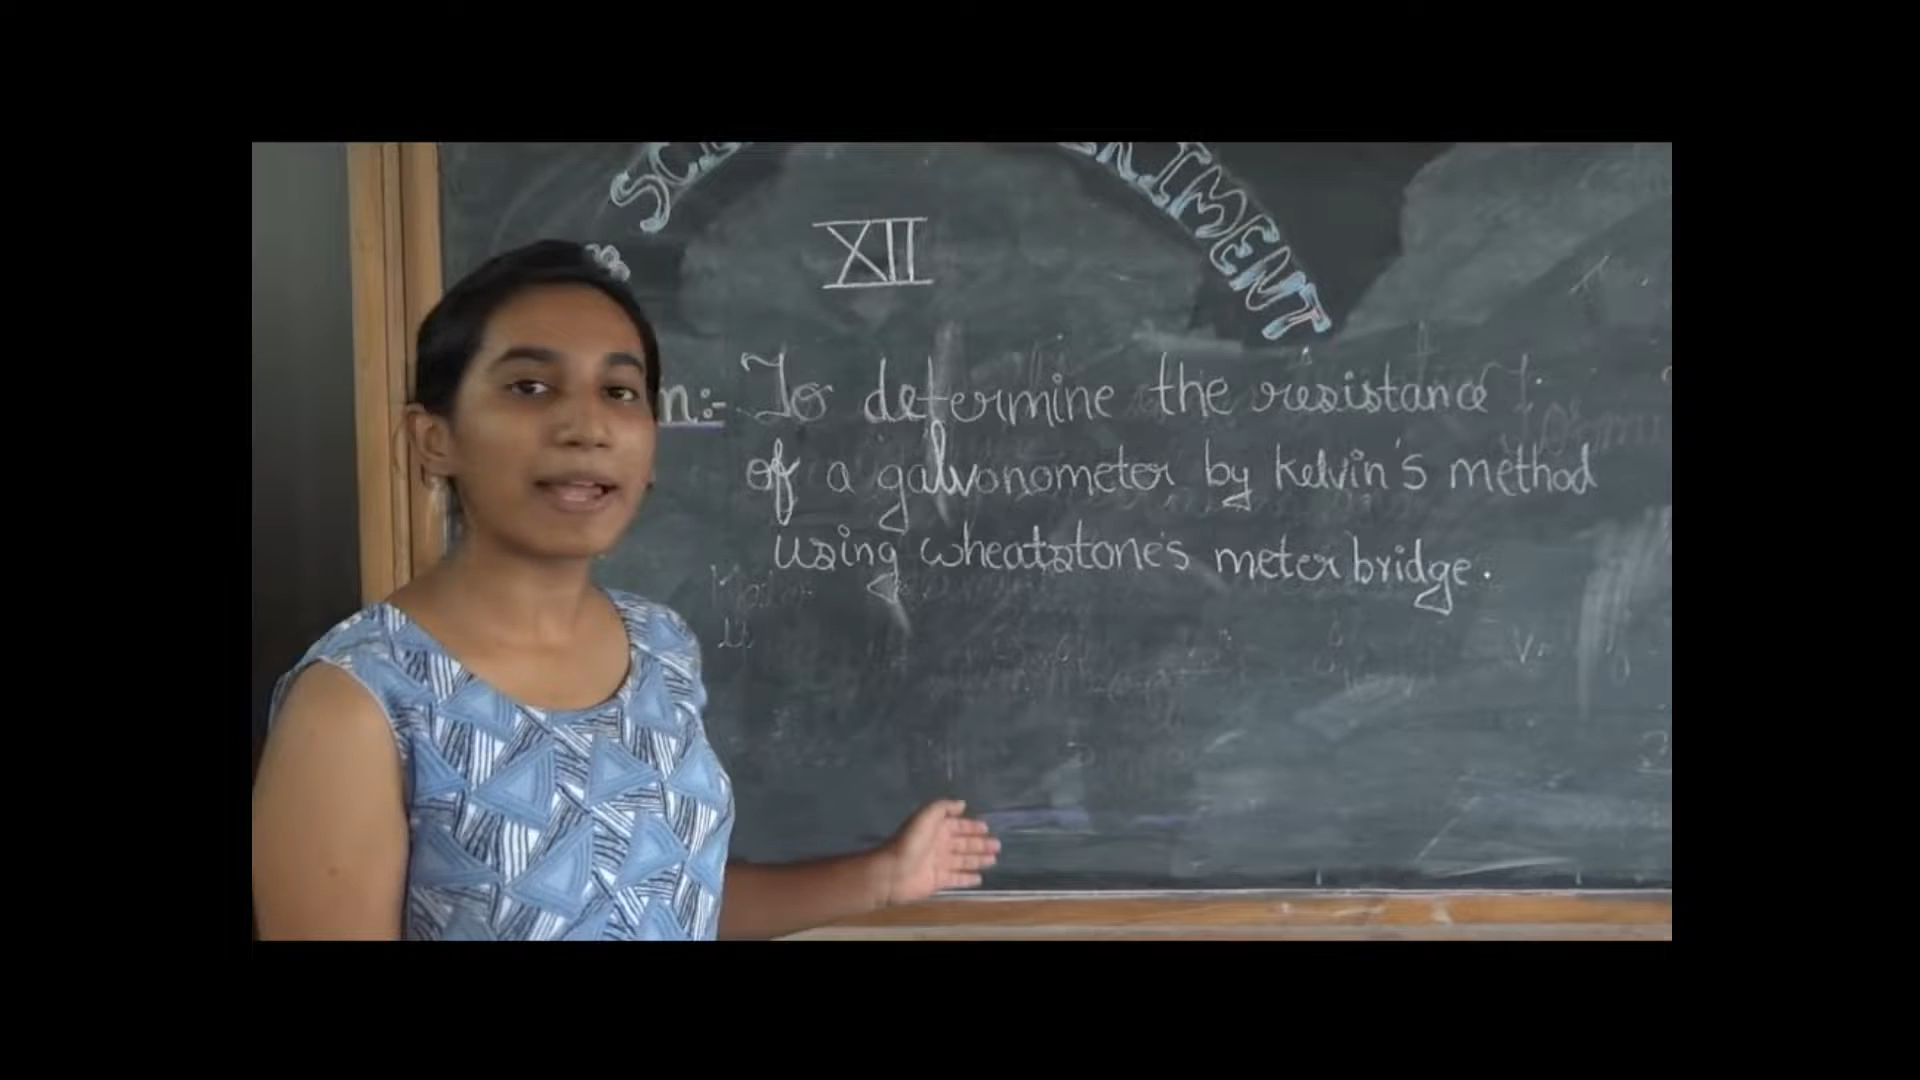 XII
To determine the resistance
of a galvonometer by kelvin's method
using wheatstone's meter bridge.